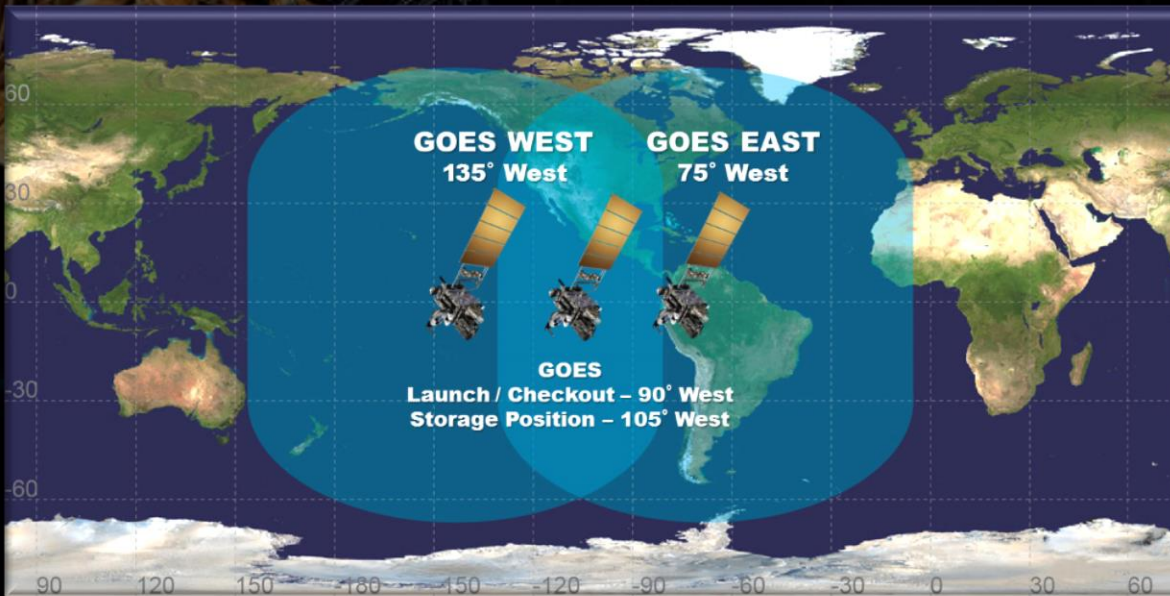 60
GOES WEST
135° West
GOES EAST
75° West
30
0
GOES
Launch / Checkout – 90° West
Storage Position – 105° West
-30
-60
90 120 150 -180 -150 -120 -90 -60 -30 0 30 60